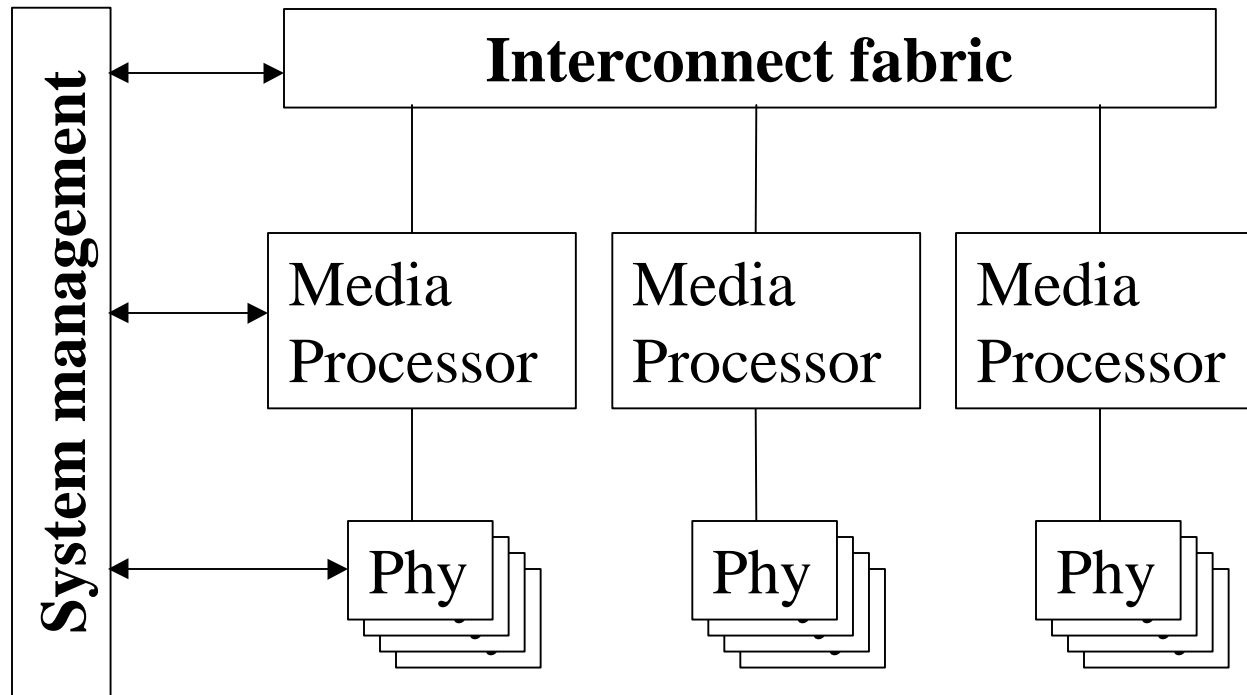 System management
Interconnect fabric
Media
Processor
Media
Processor
Media
Processor
Phy
Phy
Phy